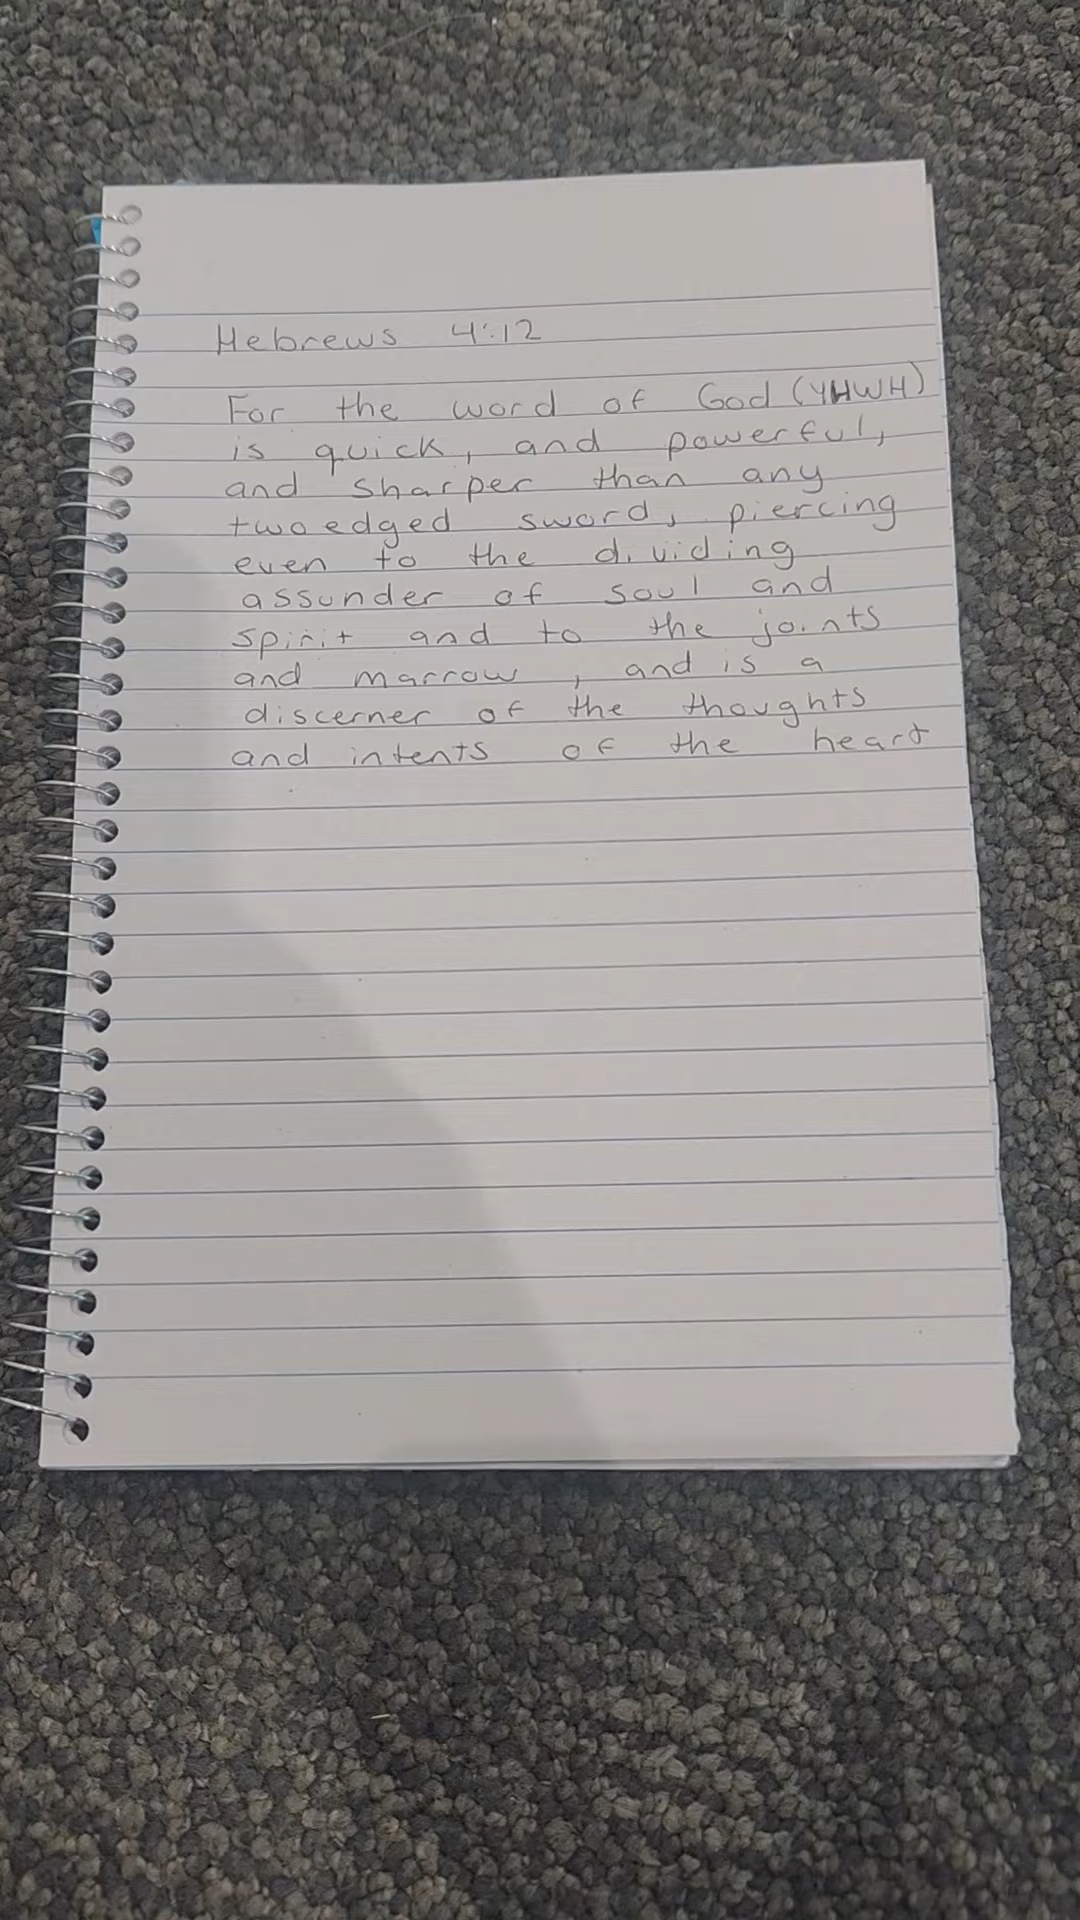 Hebrews 4:12
For the word of God (YHWH)
is quick, and powerful,
and sharper than any
twoedged sword, piercing
even to the dividing
assunder of soul and
spirit and to the joints
and marrow, and is a
discerner of the thoughts
and intents of the heart